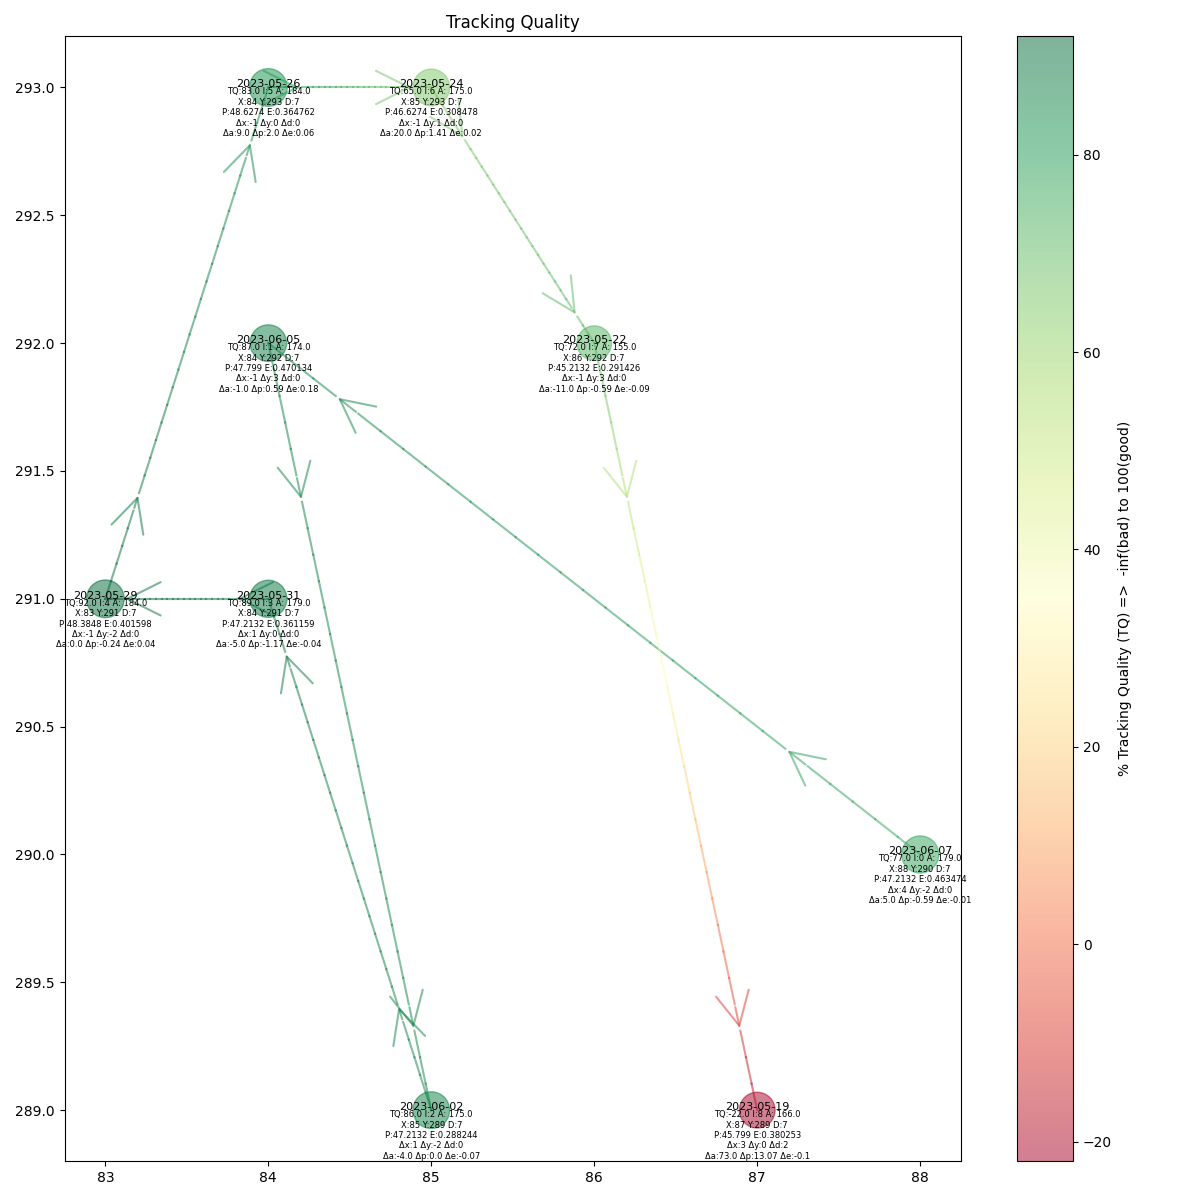 Tracking Quality
293.0
292.5
292.0
291.5
291.0
290.5
290.0
289.5
289.0
2023-05-26
TQ:83.0 I:5 A: 184.0
X:84 Y:293 D:7
P:48.6274 E:0.364762
Δx:-1 Δy:0 Δd:0
Δa:9.0 Δp:2.0 Δe:0.06
2023-05-24
TQ:65.0 I:6 A: 175.0
X:85 Y:293 D:7
P:46.6274 E:0.308478
Δx:-1 Δy:1 Δd:0
Δa:20.0 Δp:1.41 Δe:0.02
2023-06-05
TQ:87.0 I:1 A: 174.0
X:84 Y:292 D:7
P:47.799 E:0.470134
Δx:-1 Δy:3 Δd:0
Δa:-1.0 Δp:0.59 Δe:0.18
2023-05-22
TQ:72.0 I:7 A: 155.0
X:86 Y:292 D:7
P:45.2132 E:0.291426
Δx:-1 Δy:3 Δd:0
Δa:-11.0 Δp:-0.59 Δe:-0.09
2023-05-29
TQ:92.0 I:4 A: 184.0
X:83 Y:291 D:7
P:48.3848 E:0.401598
Δx:-1 Δy:-2 Δd:0
Δa:0.0 Δp:-0.24 Δe:0.04
2023-05-31
TQ:89.0 I:3 A: 179.0
X:84 Y:291 D:7
P:47.2132 E:0.361159
Δx:1 Δy:0 Δd:0
Δa:-5.0 Δp:-1.17 Δe:-0.04
2023-06-07
TQ:77.0 I:0 A: 179.0
X:88 Y:290 D:7
P:47.2132 E:0.463474
Δx:4 Δy:-2 Δd:0
Δa:5.0 Δp:-0.59 Δe:-0.01
2023-06-02
TQ:86.0 I:2 A: 175.0
X:85 Y:289 D:7
P:47.2132 E:0.288244
Δx:1 Δy:-2 Δd:0
Δa:-4.0 Δp:0.0 Δe:-0.07
2023-05-19
TQ:-22.0 I:8 A: 166.0
X:87 Y:289 D:7
P:45.799 E:0.380253
Δx:3 Δy:0 Δd:2
Δa:73.0 Δp:13.07 Δe:-0.1
83 84 85 86 87 88
80
60
40
20
0
−20
% Tracking Quality (TQ) => -inf(bad) to 100(good)